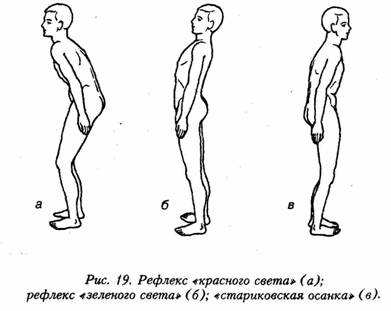 а
б
в
Рис. 19. Рефлекс «красного света» (а);
рефлекс «зеленого света» (б); «стариковская осанка» (в).